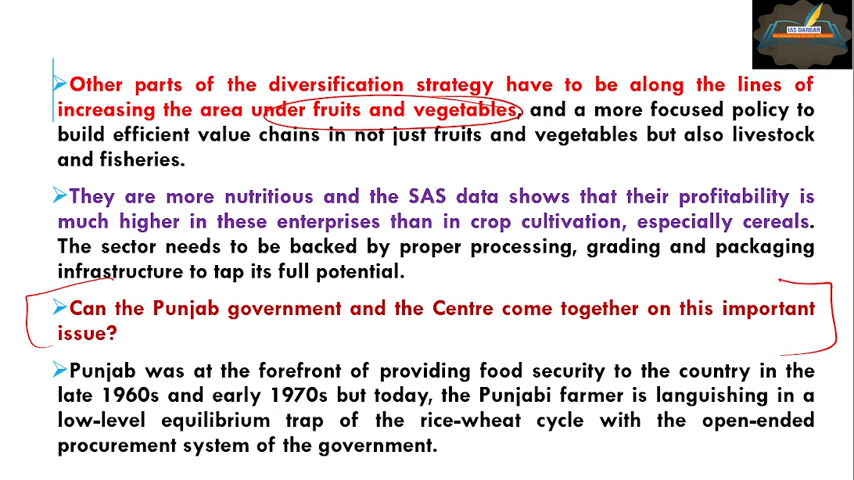 IAS DARBAR
➢Other parts of the diversification strategy have to be along the lines of
increasing the area under fruits and vegetables, and a more focused policy to
build efficient value chains in not just fruits and vegetables but also livestock
and fisheries.
➢They are more nutritious and the SAS data shows that their profitability is
much higher in these enterprises than in crop cultivation, especially cereals.
The sector needs to be backed by proper processing, grading and packaging
infrastructure to tap its full potential.
➢Can the Punjab government and the Centre come together on this important
issue?
➢Punjab was at the forefront of providing food security to the country in the
late 1960s and early 1970s but today, the Punjabi farmer is languishing in a
low-level equilibrium trap of the rice-wheat cycle with the open-ended
procurement system of the government.